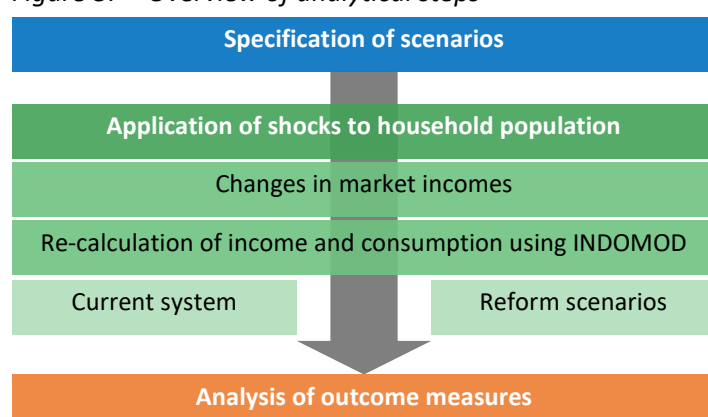 Specification of scenarios
Application of shocks to household population
Changes in market incomes
Re-calculation of income and consumption using INDOMOD
Current system
Reform scenarios
Analysis of outcome measures